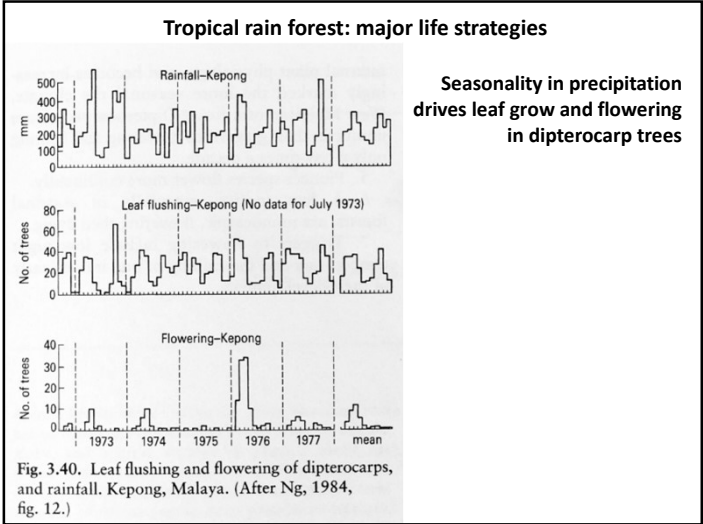 Tropical rain forest: major life strategies
Seasonality in precipitation
drives leaf grow and flowering
in dipterocarp trees
Rainfall–Kepong
mm
500
400
300
200
100
0
Leaf flushing–Kepong (No data for July 1973)
No. of trees
80
60
40
20
0
Flowering–Kepong
No. of trees
40
30
20
10
0
1973 1974 1975 1976 1977 mean
Fig. 3.40. Leaf flushing and flowering of dipterocarps,
and rainfall. Kepong, Malaya. (After Ng, 1984,
fig. 12.)